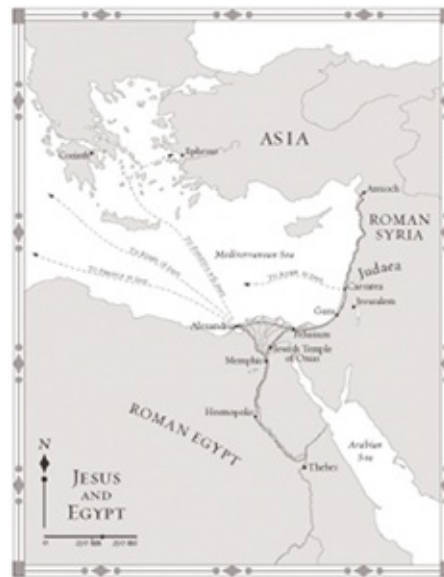 Corinth
Ephesus
ASIA
Antioch
ROMAN
SYRIA
Mediterranean Sea
Judaea
Caesarea
Jerusalem
Gaza
Alexandria
Pelusium
Jewish Temple
of Onias
Memphis
Hermopolis
ROMAN EGYPT
Arabian
Sea
Thebes
N
JESUS
AND
EGYPT
0